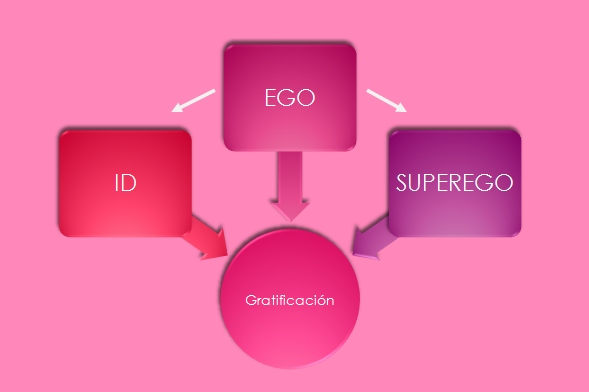 EGO
ID
SUPEREGO
Gratificación